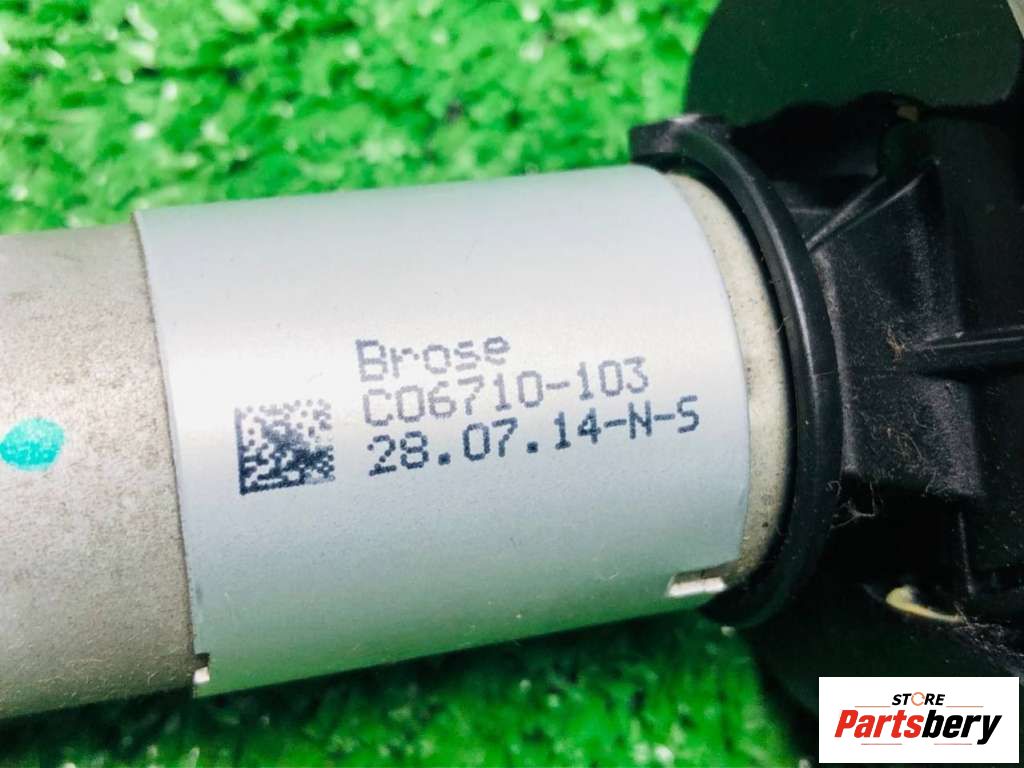 Brose
C06710-103
28.07.14-N-S
STORE
Partsbery